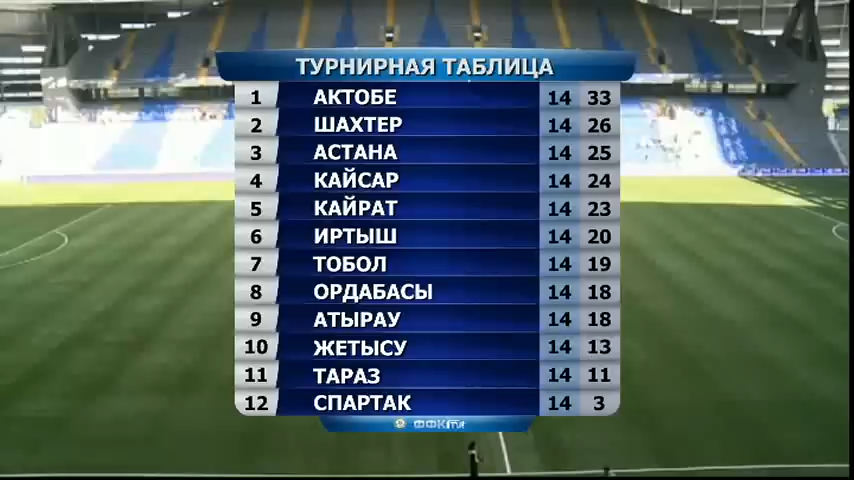 ТУРНИРНАЯ ТАБЛИЦА
1 АКТОБЕ 14 33
2 ШАХТЕР 14 26
3 АСТАНА 14 25
4 КАЙСАР 14 24
5 КАЙРАТ 14 23
6 ИРТЫШ 14 20
7 ТОБОЛ 14 19
8 ОРДАБАСЫ 14 18
9 АТЫРАУ 14 18
10 ЖЕТЫСУ 14 13
11 ТАРАЗ 14 11
12 СПАРТАК 14 3